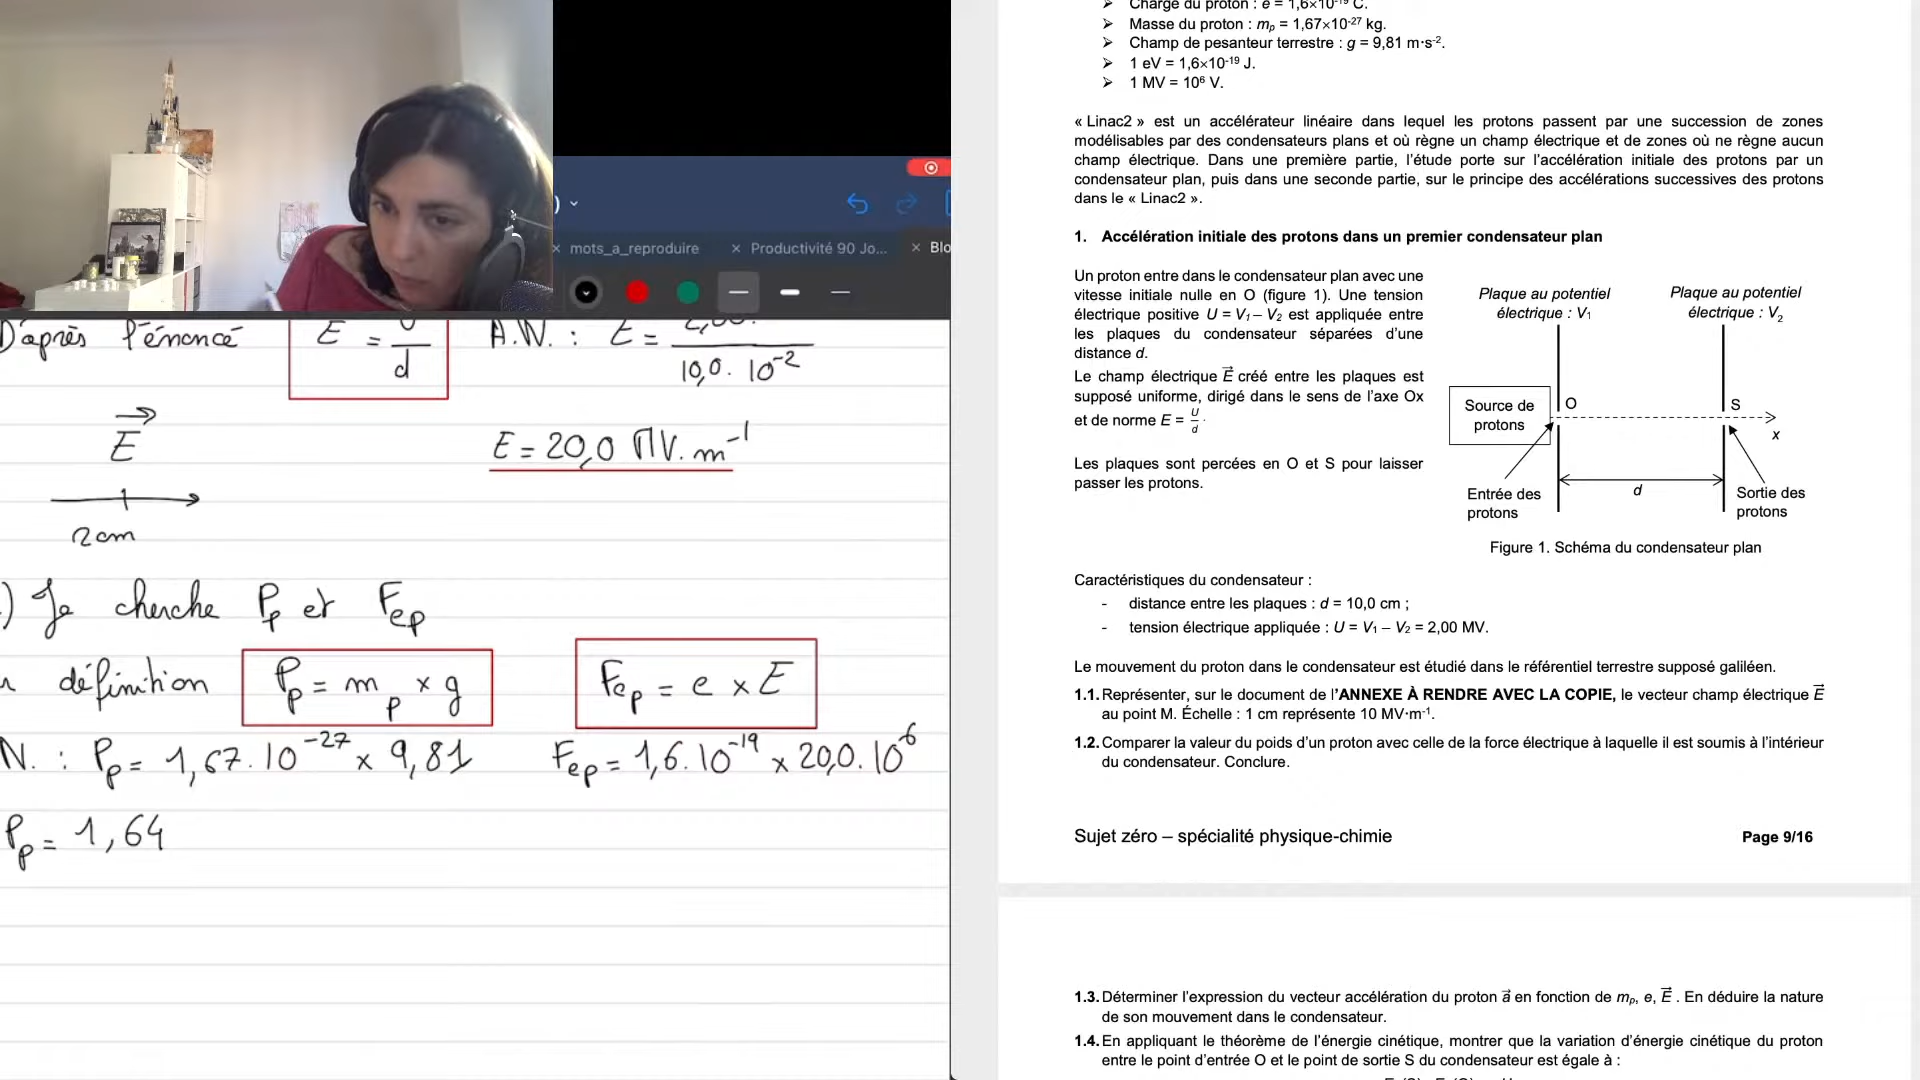 mots_a_reproduire
Productivité 90 Jo...
Blo
D'après l'énoncé
E = U/d
A.N. : E = 2,00. / 10,0. 10⁻²
E⃗
E = 20,0 MV.m⁻¹
2cm
) Je cherche Pp et Fep
définition
Pp = mp × g
Fep = e × E
N. : Pp = 1,67.10⁻²⁷ × 9,81
Fep = 1,6.10⁻¹⁹ × 20,0.10⁶
Pp = 1,64
➢ Charge du proton : e = 1,6×10⁻¹⁹ C.
➢ Masse du proton : mp = 1,67×10⁻²⁷ kg.
➢ Champ de pesanteur terrestre : g = 9,81 m·s⁻².
➢ 1 eV = 1,6×10⁻¹⁹ J.
➢ 1 MV = 10⁶ V.
« Linac2 » est un accélérateur linéaire dans lequel les protons passent par une succession de zones
modélisables par des condensateurs plans et où règne un champ électrique et de zones où ne règne aucun
champ électrique. Dans une première partie, l'étude porte sur l'accélération initiale des protons par un
condensateur plan, puis dans une seconde partie, sur le principe des accélérations successives des protons
dans le « Linac2 ».
1. Accélération initiale des protons dans un premier condensateur plan
Un proton entre dans le condensateur plan avec une
vitesse initiale nulle en O (figure 1). Une tension
électrique positive U = V₁ – V₂ est appliquée entre
les plaques du condensateur séparées d'une
distance d.
Le champ électrique E⃗ créé entre les plaques est
supposé uniforme, dirigé dans le sens de l'axe Ox
et de norme E = U/d.
Les plaques sont percées en O et S pour laisser
passer les protons.
Plaque au potentiel
électrique : V₁
Plaque au potentiel
électrique : V₂
Source de
protons
O
S
x
d
Entrée des
protons
Sortie des
protons
Figure 1. Schéma du condensateur plan
Caractéristiques du condensateur :
- distance entre les plaques : d = 10,0 cm ;
- tension électrique appliquée : U = V₁ – V₂ = 2,00 MV.
Le mouvement du proton dans le condensateur est étudié dans le référentiel terrestre supposé galiléen.
1.1. Représenter, sur le document de l'ANNEXE À RENDRE AVEC LA COPIE, le vecteur champ électrique E⃗
au point M. Échelle : 1 cm représente 10 MV·m⁻¹.
1.2. Comparer la valeur du poids d'un proton avec celle de la force électrique à laquelle il est soumis à l'intérieur
du condensateur. Conclure.
Sujet zéro – spécialité physique-chimie
Page 9/16
1.3. Déterminer l'expression du vecteur accélération du proton a⃗ en fonction de mp, e, E⃗ . En déduire la nature
de son mouvement dans le condensateur.
1.4. En appliquant le théorème de l'énergie cinétique, montrer que la variation d'énergie cinétique du proton
entre le point d'entrée O et le point de sortie S du condensateur est égale à :